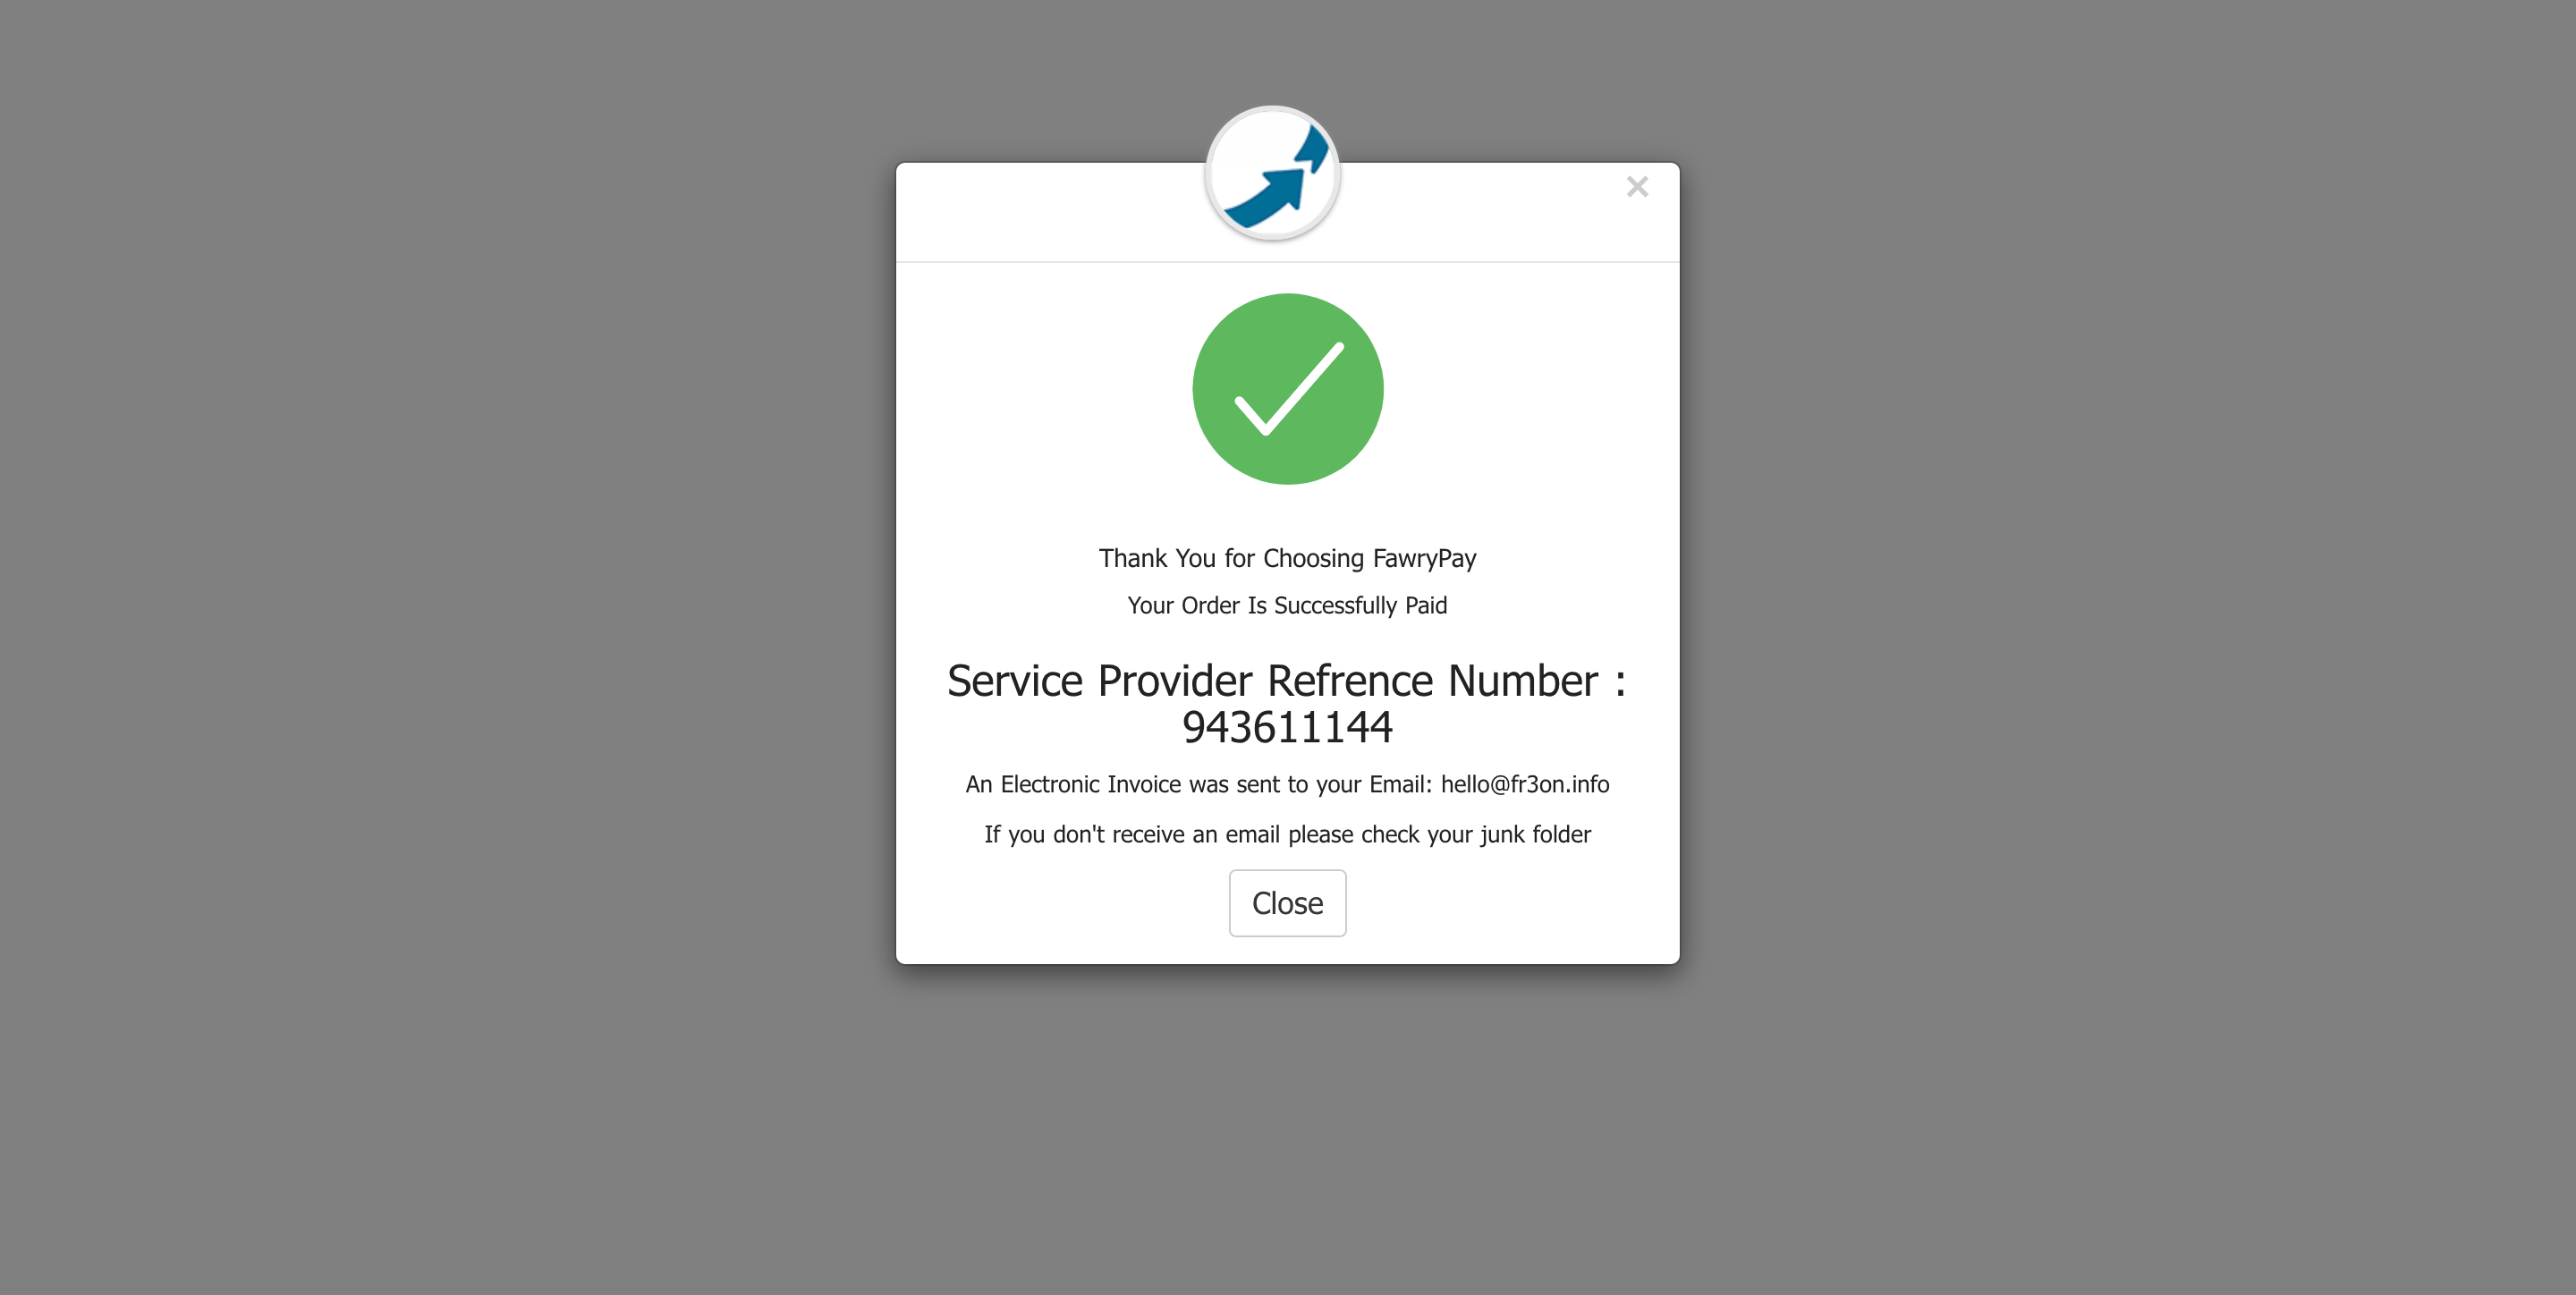 Thank You for Choosing FawryPay
Your Order Is Successfully Paid
Service Provider Refrence Number :
943611144
An Electronic Invoice was sent to your Email: hello@fr3on.info
If you don't receive an email please check your junk folder
Close